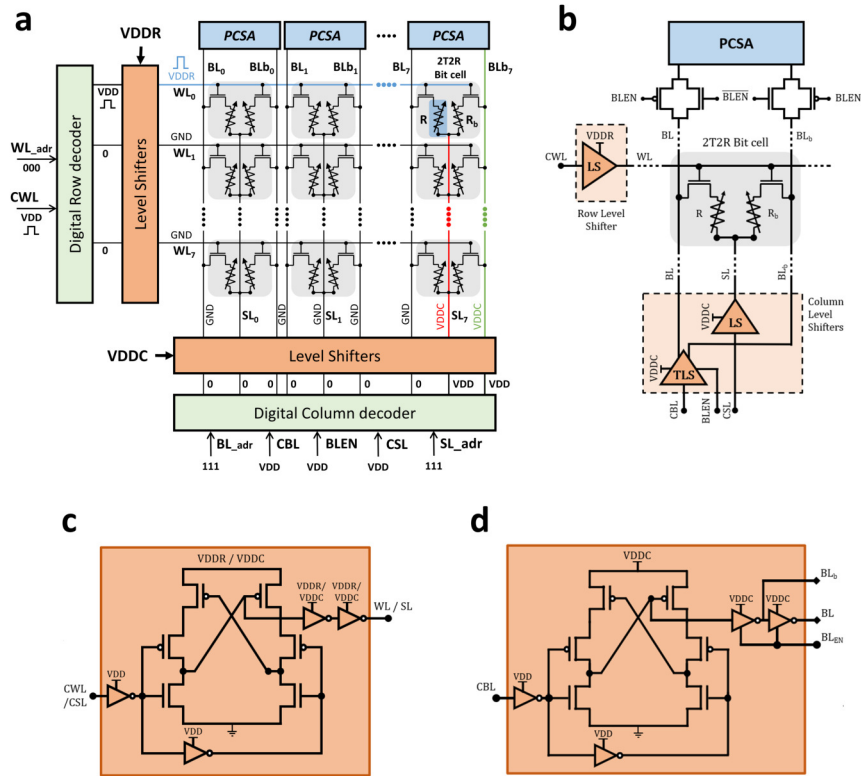 a
VDDR
PCSA
PCSA
PCSA
BL0
BLb0
BL1
BLb1
BL7
2T2R
Bit cell
BLb7
VDDR
VDD
WL0
R
Rb
Digital Row decoder
Level Shifters
WL_adr
000
0
GND
WL1
CWL
VDD
0
GND
WL7
GND
SL0
GND
GND
SL1
GND
GND
VDDC
SL7
VDDC
VDDC
Level Shifters
0 0 0 0 0 0 0 VDD VDD
Digital Column decoder
BL_adr CBL BLEN CSL SL_adr
111 VDD VDD VDD 111
b
PCSA
BLEN
BLEN
BLEN
BL
BLb
VDDR
2T2R Bit cell
CWL
LS
WL
Row Level
Shifter
R
Rb
BL
SL
BLb
VDDC
LS
Column
Level
Shifters
VDDC
TLS
CBL
BLEN
CSL
c
VDDR / VDDC
VDDR/
VDDC
VDDR/
VDDC
WL / SL
CWL
/CSL
VDD
VDD
d
VDDC
VDDC
VDDC
BLb
BL
BLEN
CBL
VDD
VDD